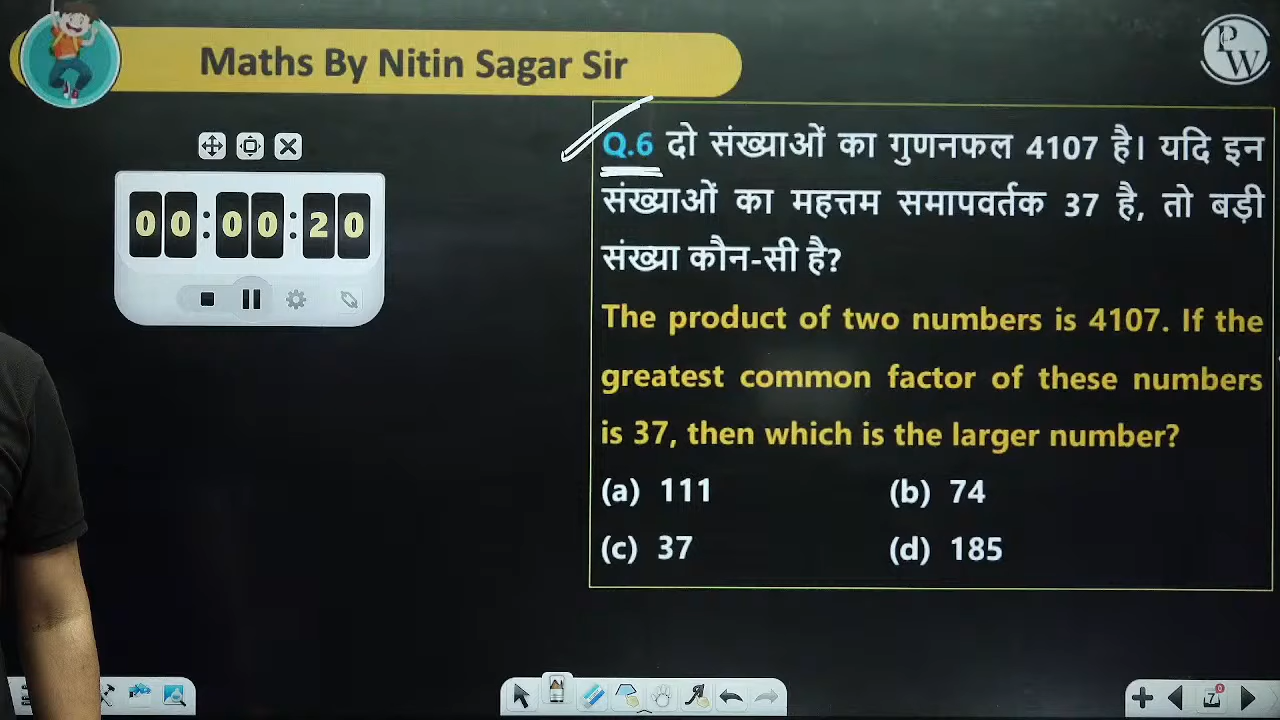 Maths By Nitin Sagar Sir
PW
00:00:20
Q.6 दो संख्याओं का गुणनफल 4107 है। यदि इन
संख्याओं का महत्तम समापवर्तक 37 है, तो बड़ी
संख्या कौन-सी है?
The product of two numbers is 4107. If the
greatest common factor of these numbers
is 37, then which is the larger number?
(a) 111 (b) 74
(c) 37 (d) 185
7